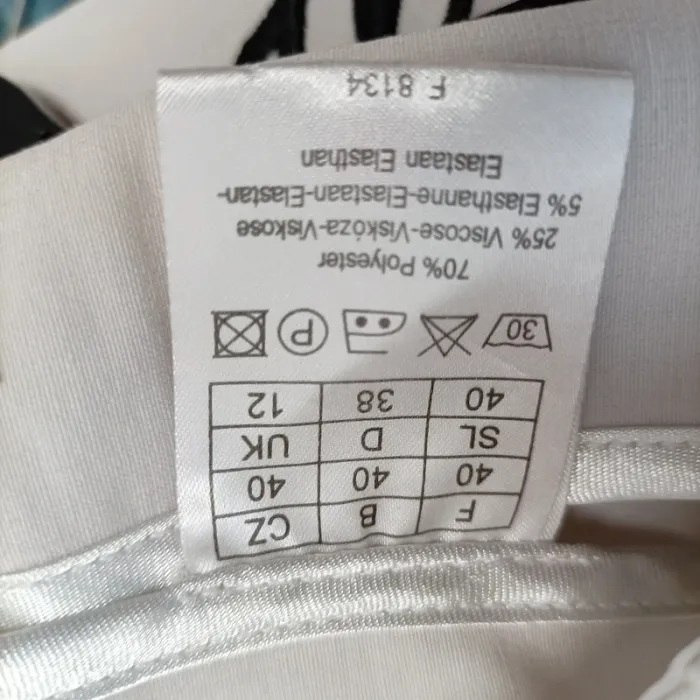 F B CZ
40 40 40
SL D UK
40 38 12
30 P
70% Polyester
25% Viscose-Viskóza-Viskose
5% Elasthanne-Elastaan-Elastan-
Elastaan Elasthan
F. 8134